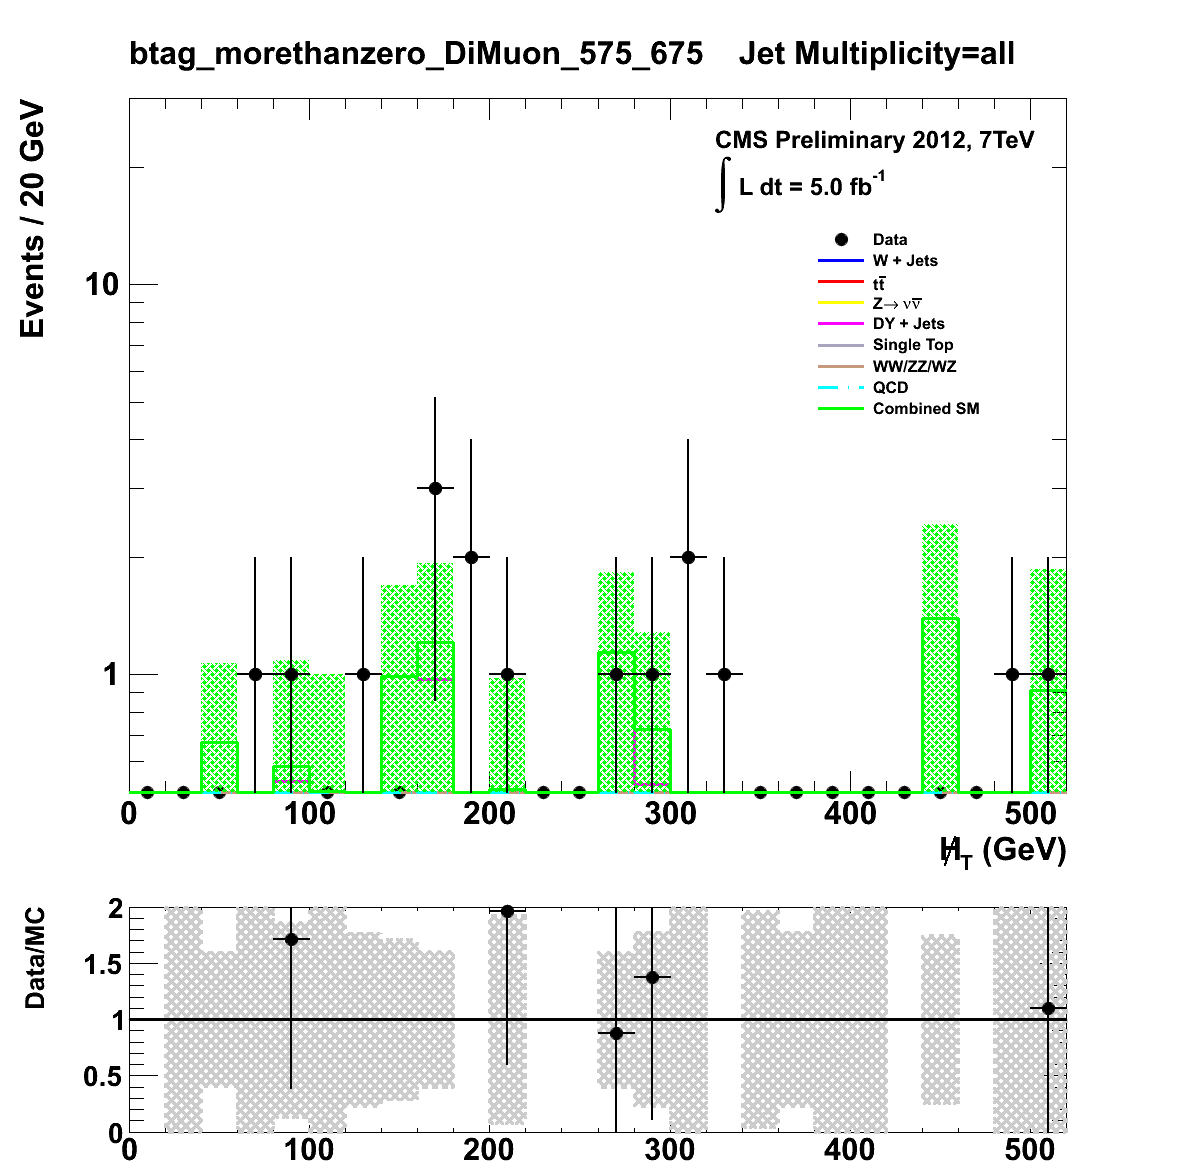 btag_morethanzero_DiMuon_575_675 Jet Multiplicity=all
Events / 20 GeV
CMS Preliminary 2012, 7TeV
∫ L dt = 5.0 fb⁻¹
Data
W + Jets
tt̅
Z→ νν̅
DY + Jets
Single Top
WW/ZZ/WZ
QCD
Combined SM
10
1
0 100 200 300 400 500
H̸_T (GeV)
Data/MC
2
1.5
1
0.5
0
0 100 200 300 400 500